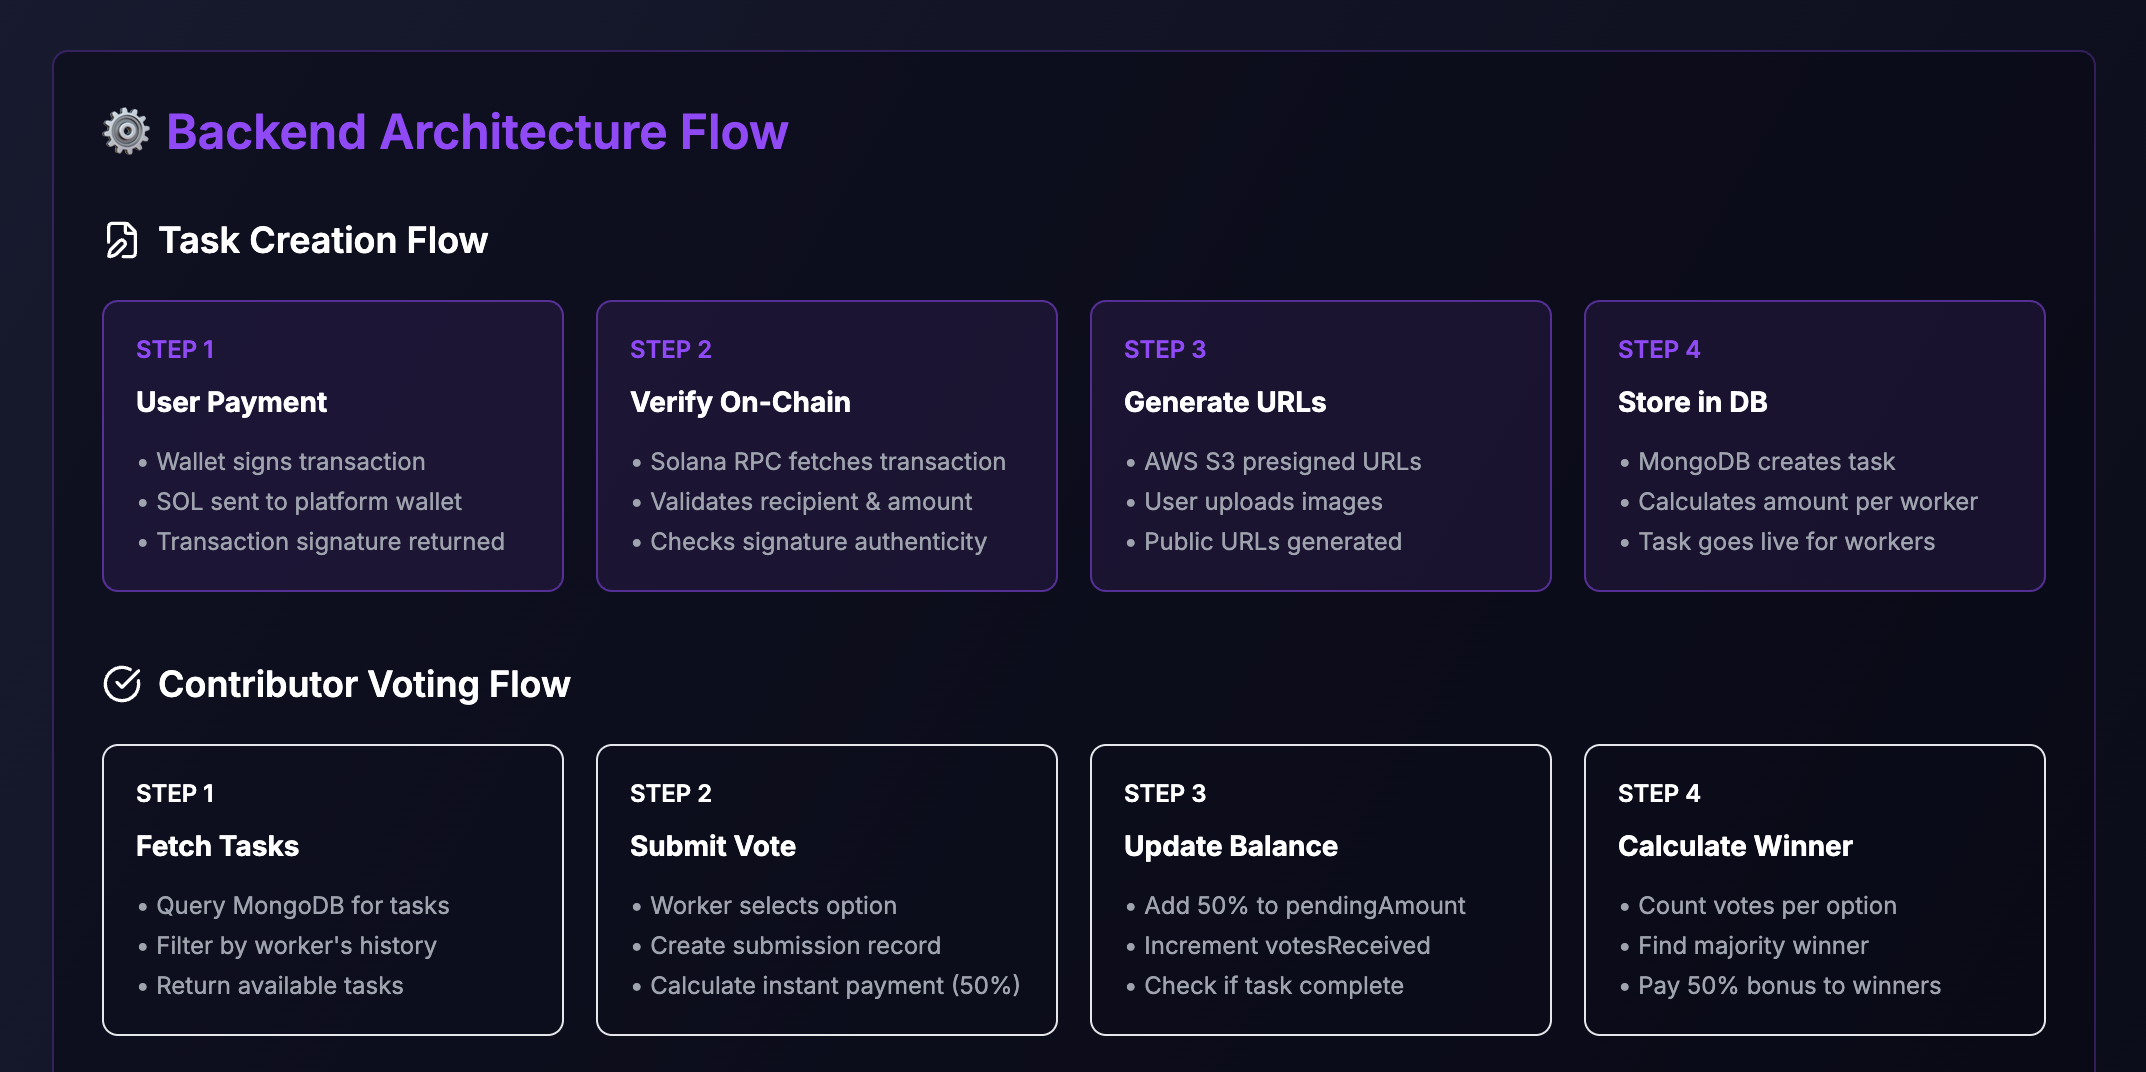 Backend Architecture Flow
Task Creation Flow
STEP 1
User Payment
• Wallet signs transaction
• SOL sent to platform wallet
• Transaction signature returned
STEP 2
Verify On-Chain
• Solana RPC fetches transaction
• Validates recipient & amount
• Checks signature authenticity
STEP 3
Generate URLs
• AWS S3 presigned URLs
• User uploads images
• Public URLs generated
STEP 4
Store in DB
• MongoDB creates task
• Calculates amount per worker
• Task goes live for workers
Contributor Voting Flow
STEP 1
Fetch Tasks
• Query MongoDB for tasks
• Filter by worker's history
• Return available tasks
STEP 2
Submit Vote
• Worker selects option
• Create submission record
• Calculate instant payment (50%)
STEP 3
Update Balance
• Add 50% to pendingAmount
• Increment votesReceived
• Check if task complete
STEP 4
Calculate Winner
• Count votes per option
• Find majority winner
• Pay 50% bonus to winners